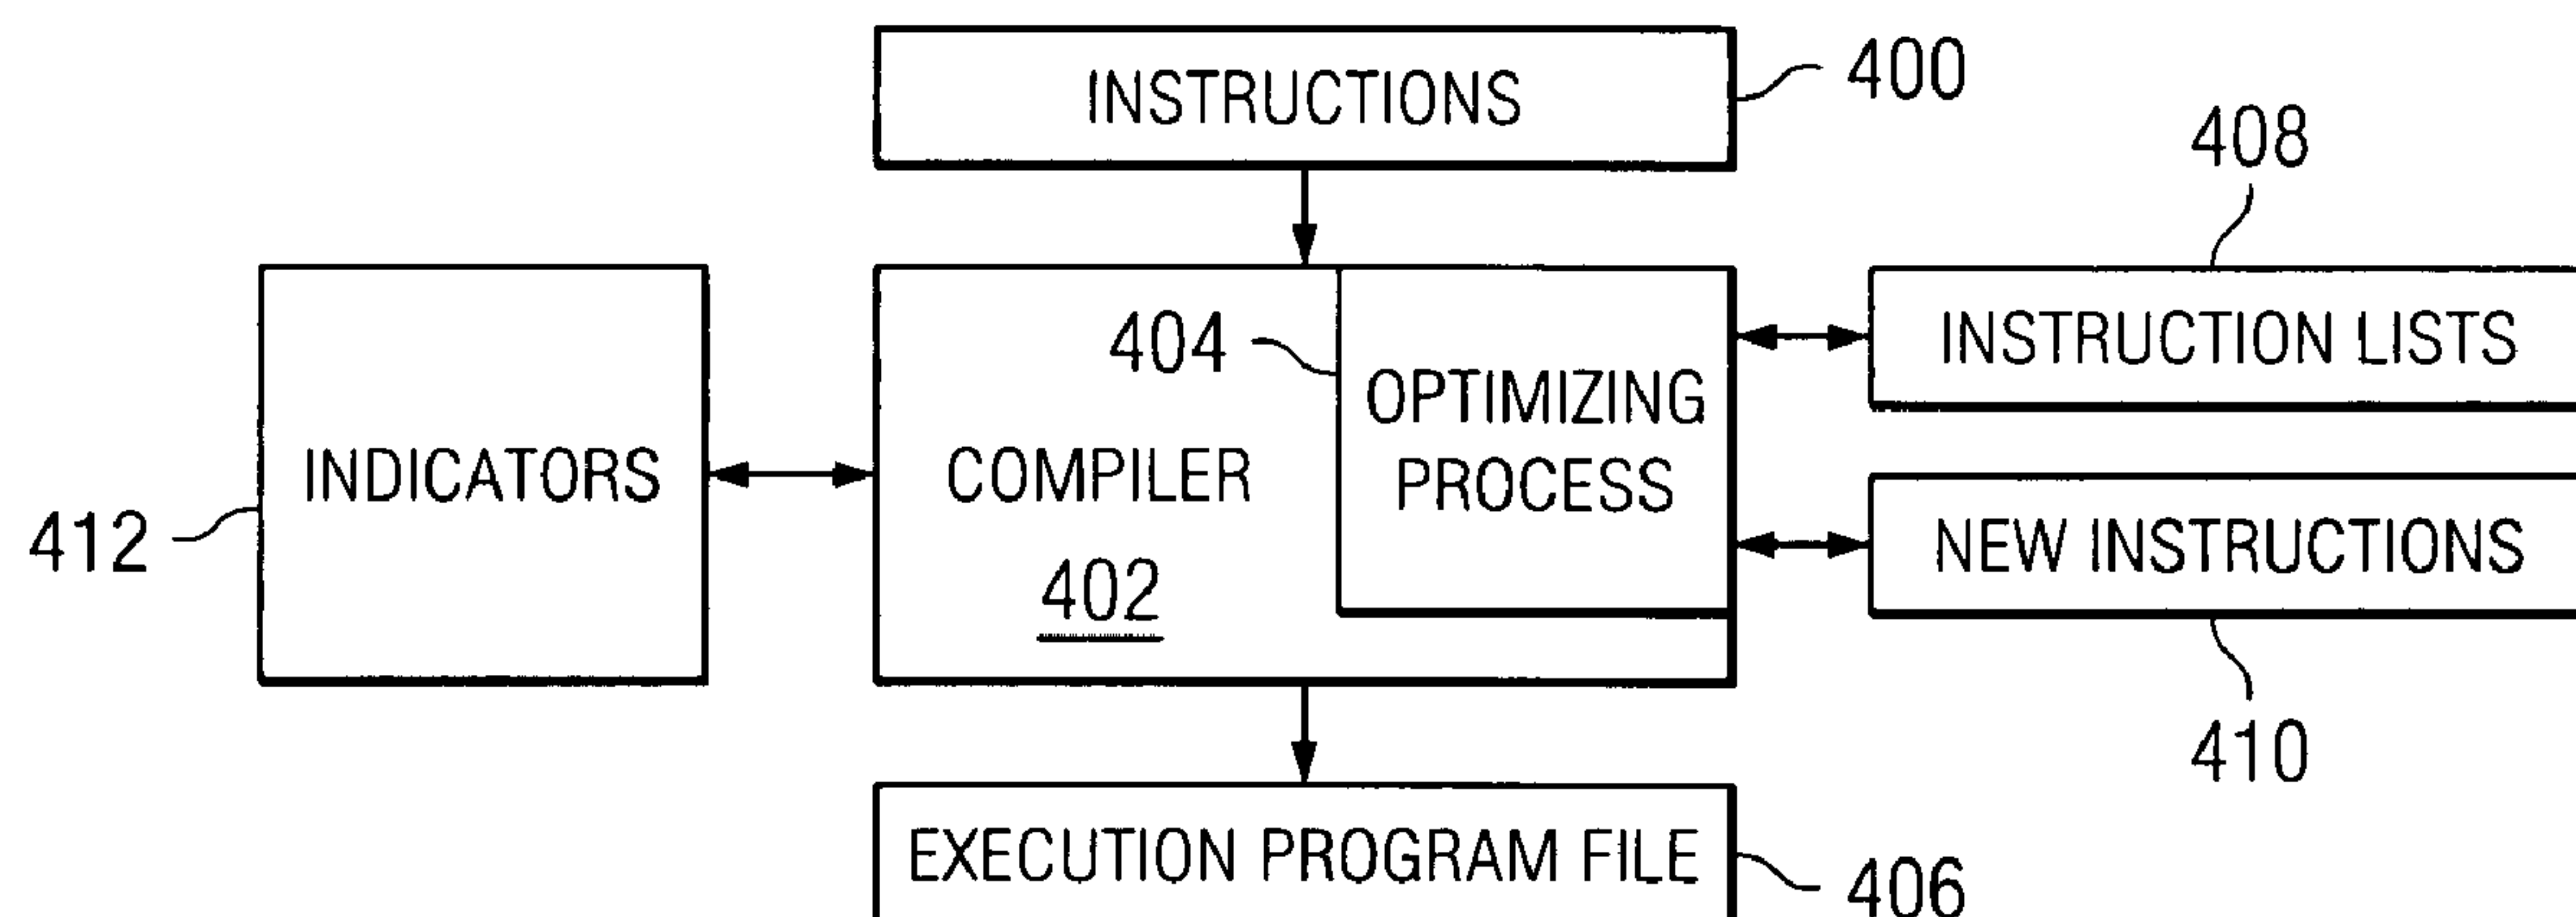 INSTRUCTIONS
400
408
INSTRUCTION LISTS
404
OPTIMIZING
PROCESS
INDICATORS
COMPILER
412
402
NEW INSTRUCTIONS
410
EXECUTION PROGRAM FILE
406